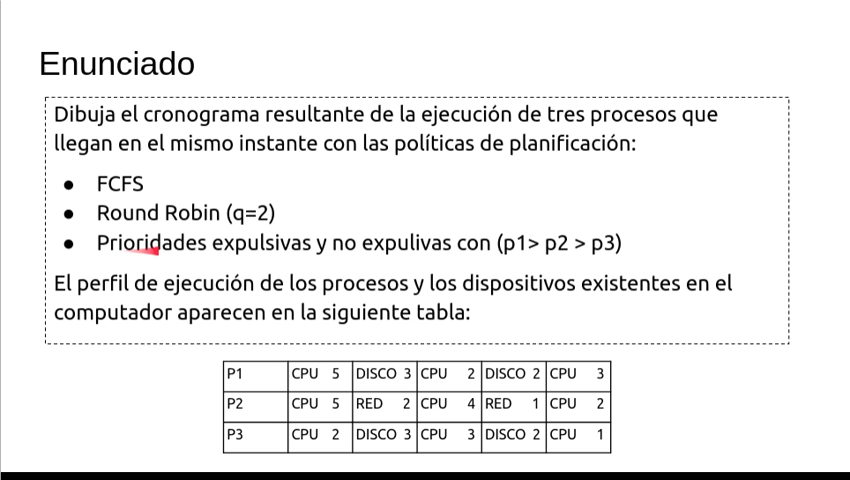 Enunciado
Dibuja el cronograma resultante de la ejecución de tres procesos que
llegan en el mismo instante con las políticas de planificación:
● FCFS
● Round Robin (q=2)
● Prioridades expulsivas y no expulivas con (p1> p2 > p3)
El perfil de ejecución de los procesos y los dispositivos existentes en el
computador aparecen en la siguiente tabla:
P1 CPU 5 DISCO 3 CPU 2 DISCO 2 CPU 3
P2 CPU 5 RED 2 CPU 4 RED 1 CPU 2
P3 CPU 2 DISCO 3 CPU 3 DISCO 2 CPU 1